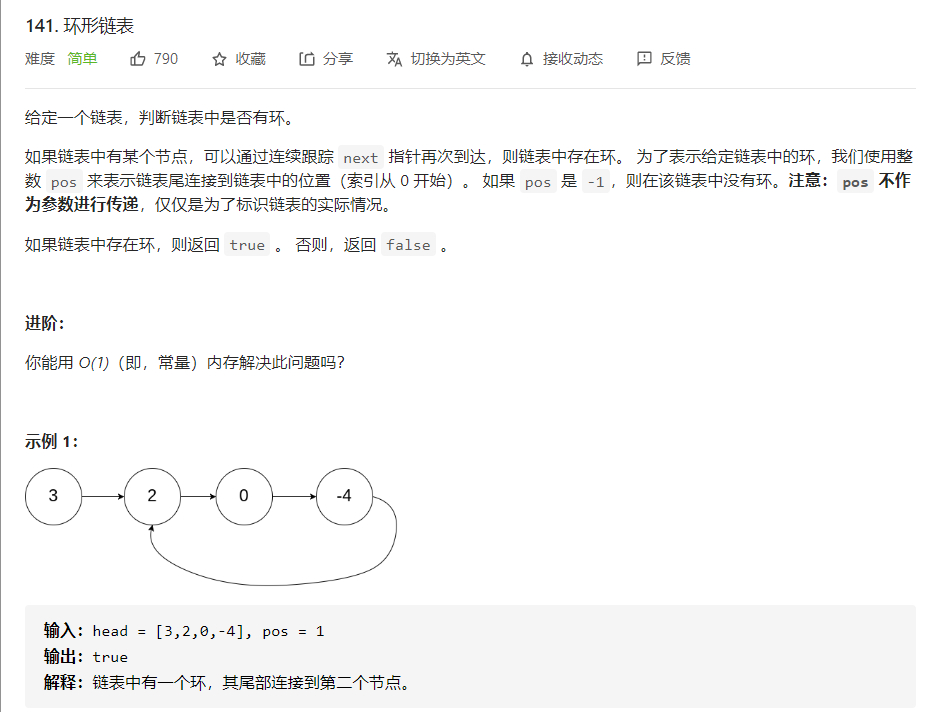 141. 环形链表
难度 简单 790 收藏 分享 切换为英文 接收动态 反馈
给定一个链表，判断链表中是否有环。
如果链表中有某个节点，可以通过连续跟踪 next 指针再次到达，则链表中存在环。 为了表示给定链表中的环，我们使用整
数 pos 来表示链表尾连接到链表中的位置（索引从 0 开始）。 如果 pos 是 -1，则在该链表中没有环。注意：pos 不作
为参数进行传递，仅仅是为了标识链表的实际情况。
如果链表中存在环，则返回 true 。 否则，返回 false 。
进阶：
你能用 O(1)（即，常量）内存解决此问题吗？
示例 1：
3 2 0 -4
输入：head = [3,2,0,-4], pos = 1
输出：true
解释：链表中有一个环，其尾部连接到第二个节点。